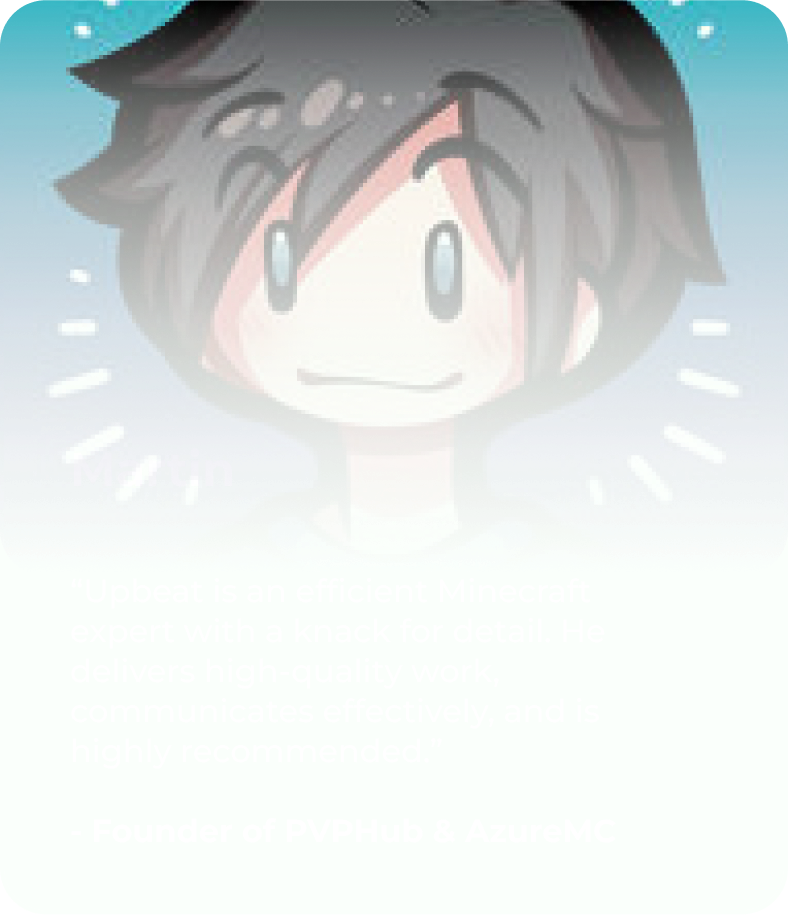 "Upbeat is an efficient Minecraft
expert with a knack for detail. He
delivers high-quality work,
communicates effectively, and is
highly recommended."
- Founder of PVPHub & AzureMC